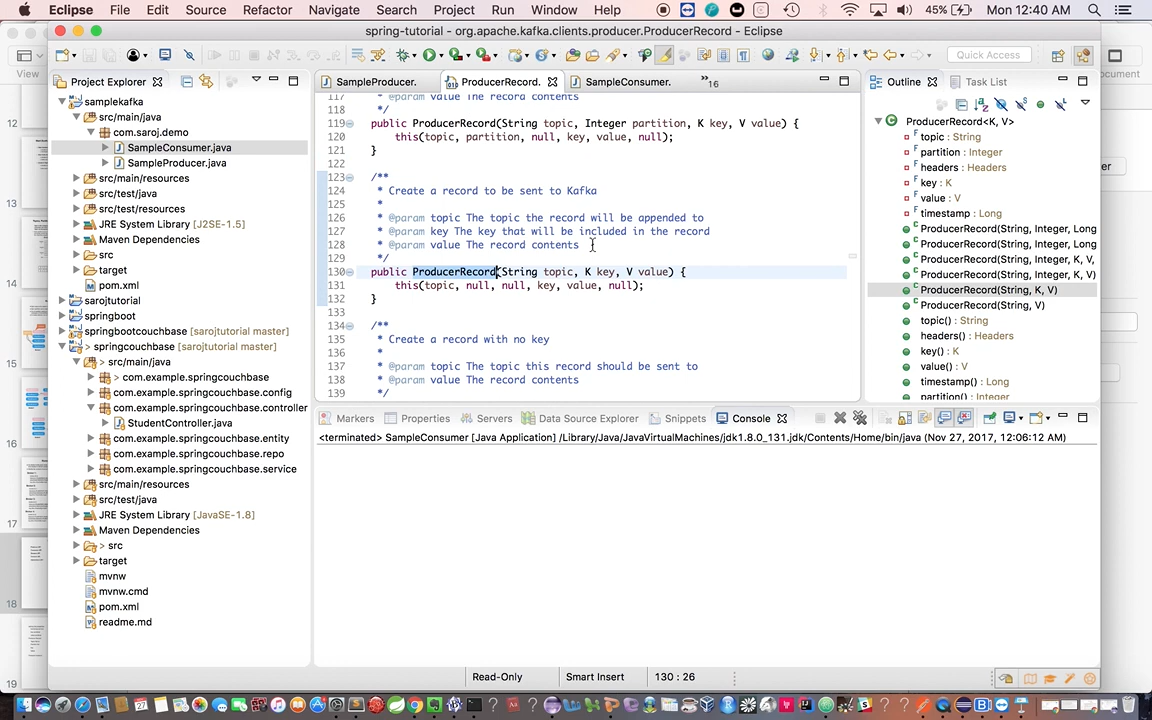 Eclipse File Edit Source Refactor Navigate Search Project Run Window Help 45% Mon 12:40 AM
spring-tutorial - org.apache.kafka.clients.producer.ProducerRecord - Eclipse
View
Quick Access
Project Explorer
samplekafka
src/main/java
com.saroj.demo
SampleConsumer.java
SampleProducer.java
src/main/resources
src/test/java
src/test/resources
JRE System Library [J2SE-1.5]
Maven Dependencies
src
target
pom.xml
sarojtutorial
springboot
springbootcouchbase [sarojtutorial master]
> springcouchbase [sarojtutorial master]
> src/main/java
> com.example.springcouchbase
com.example.springcouchbase.config
com.example.springcouchbase.controller
StudentController.java
com.example.springcouchbase.entity
com.example.springcouchbase.repo
com.example.springcouchbase.service
src/main/resources
src/test/java
JRE System Library [JavaSE-1.8]
Maven Dependencies
> src
target
mvnw
mvnw.cmd
pom.xml
readme.md
SampleProducer. ProducerRecord. SampleConsumer. »16
117 * @param value The record contents
118 */
119 public ProducerRecord(String topic, Integer partition, K key, V value) {
120 this(topic, partition, null, key, value, null);
121 }
122
123 /**
124 * Create a record to be sent to Kafka
125 *
126 * @param topic The topic the record will be appended to
127 * @param key The key that will be included in the record
128 * @param value The record contents
129 */
130 public ProducerRecord(String topic, K key, V value) {
131 this(topic, null, null, key, value, null);
132 }
133
134 /**
135 * Create a record with no key
136 *
137 * @param topic The topic this record should be sent to
138 * @param value The record contents
139 */
Outline Task List
ProducerRecord<K, V>
topic : String
partition : Integer
headers : Headers
key : K
value : V
timestamp : Long
ProducerRecord(String, Integer, Long
ProducerRecord(String, Integer, Long
ProducerRecord(String, Integer, K, V,
ProducerRecord(String, Integer, K, V)
ProducerRecord(String, K, V)
ProducerRecord(String, V)
topic() : String
headers() : Headers
key() : K
value() : V
timestamp() : Long
partition() : Integer
Markers Properties Servers Data Source Explorer Snippets Console
<terminated> SampleConsumer [Java Application] /Library/Java/JavaVirtualMachines/jdk1.8.0_131.jdk/Contents/Home/bin/java (Nov 27, 2017, 12:06:12 AM)
Read-Only Smart Insert 130 : 26
12
13
14
15
16
17
18
19